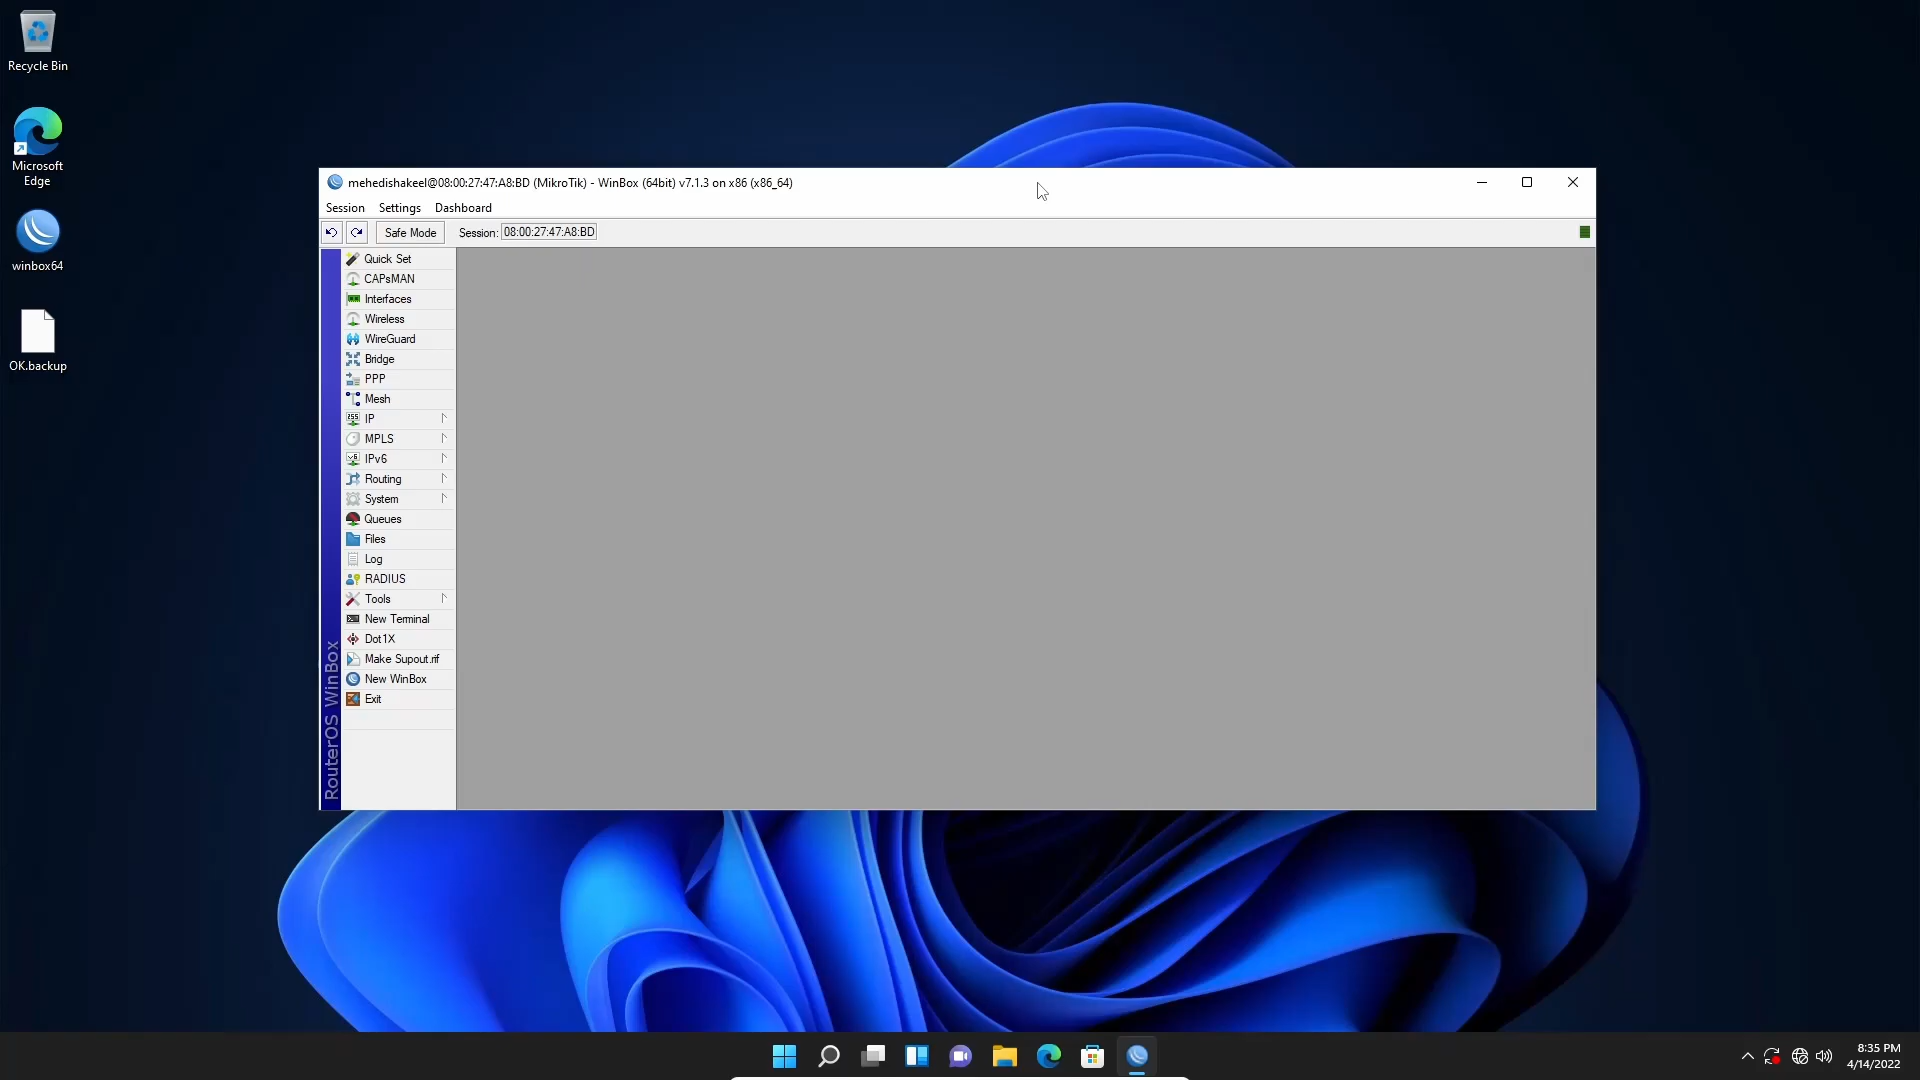 Recycle Bin
Microsoft
Edge
winbox64
OK.backup
mehedishakeel@08:00:27:47:A8:BD (MikroTik) - WinBox (64bit) v7.1.3 on x86 (x86_64)
Session Settings Dashboard
Safe Mode Session: 08:00:27:47:A8:BD
Quick Set
CAPsMAN
Interfaces
Wireless
WireGuard
Bridge
PPP
Mesh
IP
MPLS
IPv6
Routing
System
Queues
Files
Log
RADIUS
Tools
New Terminal
Dot1X
Make Supout.rif
New WinBox
Exit
RouterOS WinBox
8:35 PM
4/14/2022